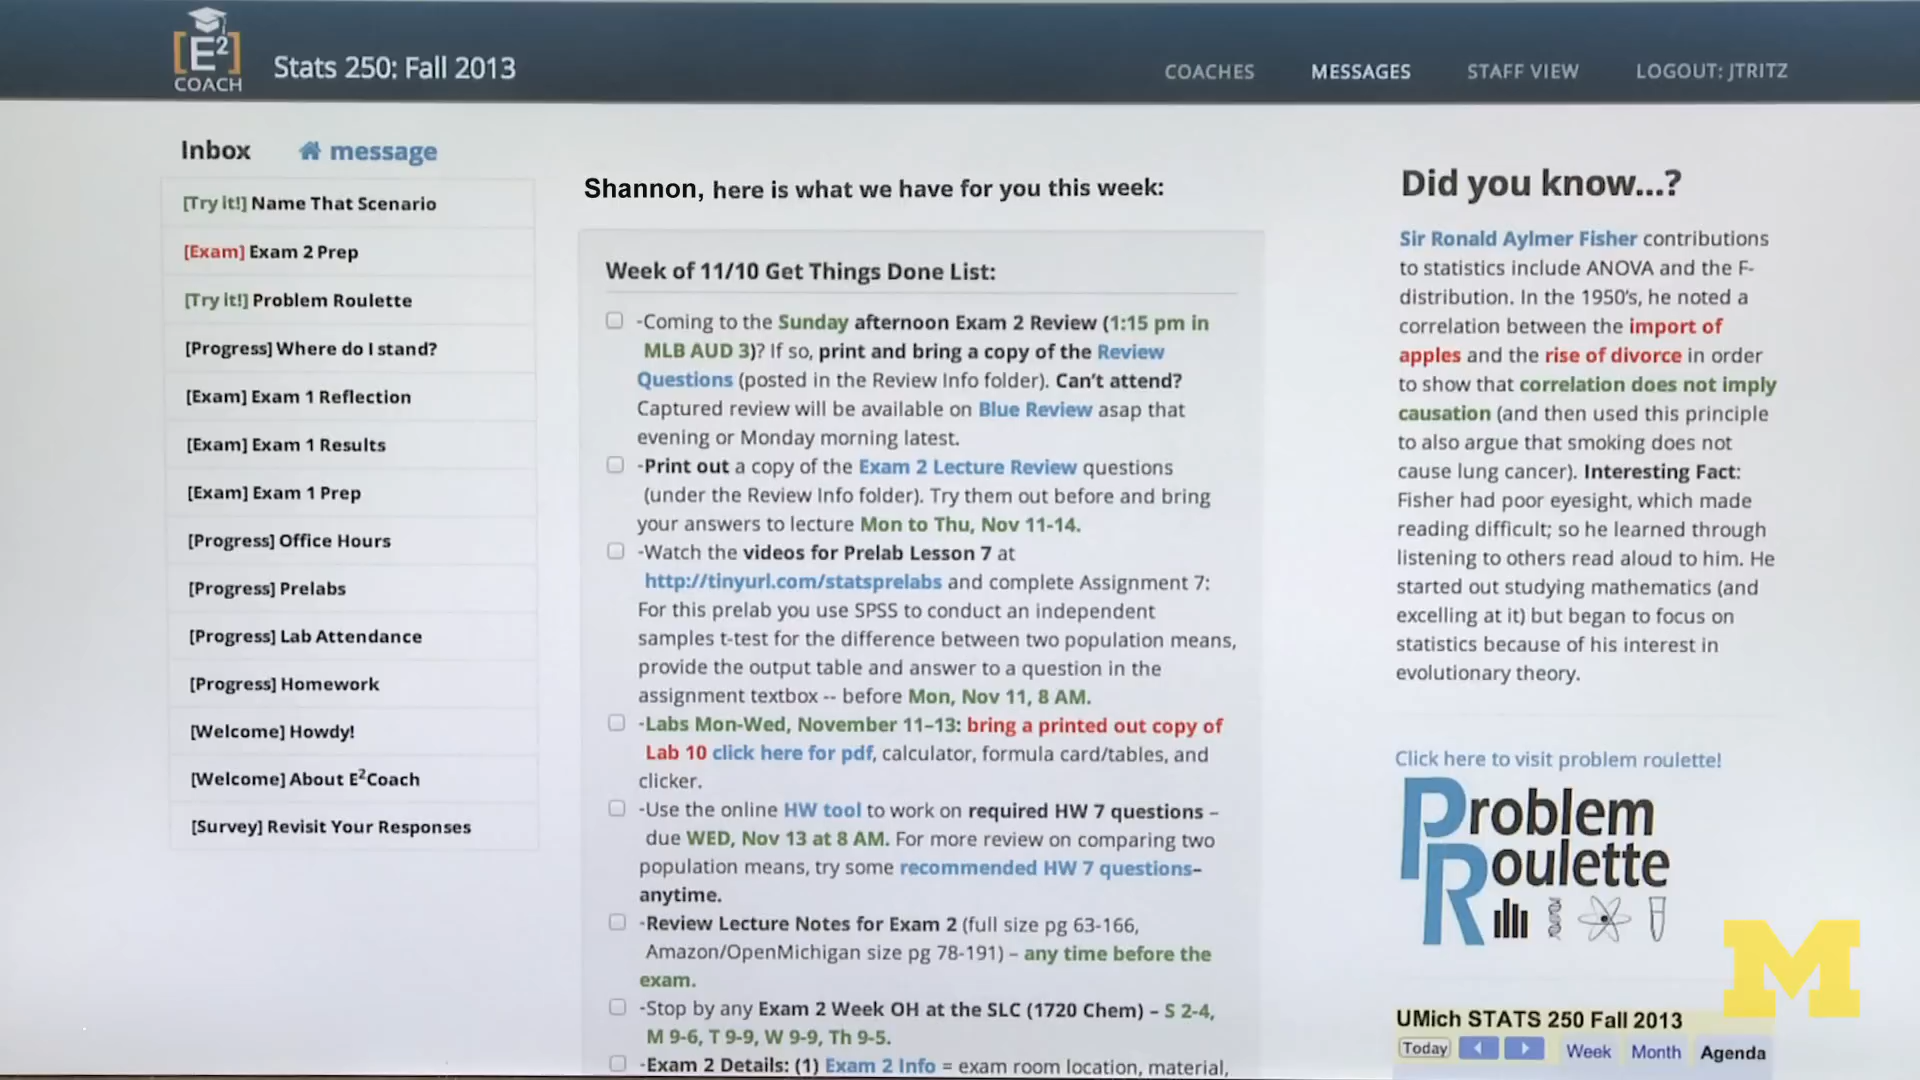 [E²]
COACH
Stats 250: Fall 2013
COACHES
MESSAGES
STAFF VIEW
LOGOUT: JTRITZ
Inbox
message
[Try it!] Name That Scenario
[Exam] Exam 2 Prep
[Try it!] Problem Roulette
[Progress] Where do I stand?
[Exam] Exam 1 Reflection
[Exam] Exam 1 Results
[Exam] Exam 1 Prep
[Progress] Office Hours
[Progress] Prelabs
[Progress] Lab Attendance
[Progress] Homework
[Welcome] Howdy!
[Welcome] About E²Coach
[Survey] Revisit Your Responses
Shannon, here is what we have for you this week:
Week of 11/10 Get Things Done List:
-Coming to the Sunday afternoon Exam 2 Review (1:15 pm in
MLB AUD 3)? If so, print and bring a copy of the Review
Questions (posted in the Review Info folder). Can't attend?
Captured review will be available on Blue Review asap that
evening or Monday morning latest.
-Print out a copy of the Exam 2 Lecture Review questions
(under the Review Info folder). Try them out before and bring
your answers to lecture Mon to Thu, Nov 11-14.
-Watch the videos for Prelab Lesson 7 at
http://tinyurl.com/statsprelabs and complete Assignment 7:
For this prelab you use SPSS to conduct an independent
samples t-test for the difference between two population means,
provide the output table and answer to a question in the
assignment textbox -- before Mon, Nov 11, 8 AM.
-Labs Mon-Wed, November 11–13: bring a printed out copy of
Lab 10 click here for pdf, calculator, formula card/tables, and
clicker.
-Use the online HW tool to work on required HW 7 questions –
due WED, Nov 13 at 8 AM. For more review on comparing two
population means, try some recommended HW 7 questions–
anytime.
-Review Lecture Notes for Exam 2 (full size pg 63-166,
Amazon/OpenMichigan size pg 78-191) – any time before the
exam.
-Stop by any Exam 2 Week OH at the SLC (1720 Chem) – S 2-4,
M 9-6, T 9-9, W 9-9, Th 9-5.
-Exam 2 Details: (1) Exam 2 Info = exam room location, material,
Did you know...?
Sir Ronald Aylmer Fisher contributions
to statistics include ANOVA and the F-
distribution. In the 1950's, he noted a
correlation between the import of
apples and the rise of divorce in order
to show that correlation does not imply
causation (and then used this principle
to also argue that smoking does not
cause lung cancer). Interesting Fact:
Fisher had poor eyesight, which made
reading difficult; so he learned through
listening to others read aloud to him. He
started out studying mathematics (and
excelling at it) but began to focus on
statistics because of his interest in
evolutionary theory.
Click here to visit problem roulette!
Problem
Roulette
M
UMich STATS 250 Fall 2013
Today
Week
Month
Agenda